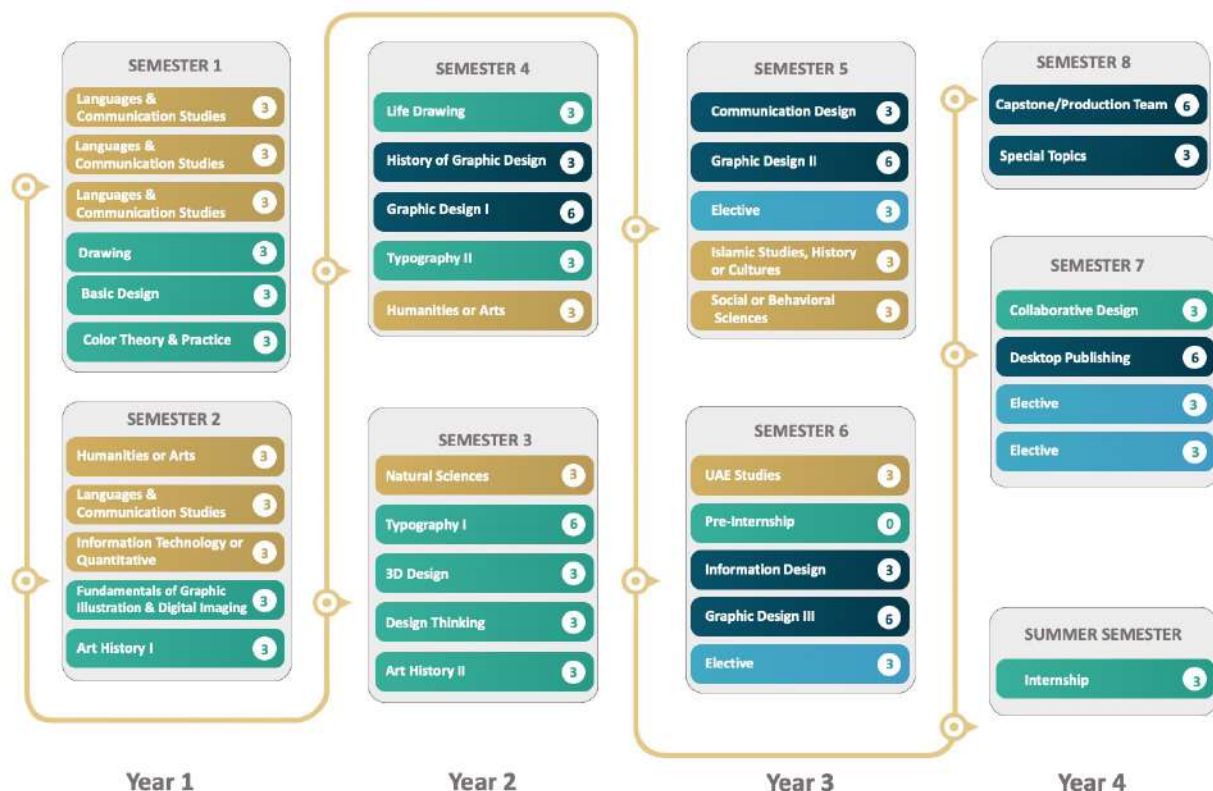 SEMESTER 1
Languages &
Communication Studies
3
Languages &
Communication Studies
3
Languages &
Communication Studies
3
Drawing
3
Basic Design
3
Color Theory & Practice
3
SEMESTER 2
Humanities or Arts
3
Languages &
Communication Studies
3
Information Technology or
Quantitative
3
Fundamentals of Graphic
Illustration & Digital Imaging
3
Art History I
3
Year 1
SEMESTER 4
Life Drawing
3
History of Graphic Design
3
Graphic Design I
6
Typography II
3
Humanities or Arts
3
SEMESTER 3
Natural Sciences
3
Typography I
6
3D Design
3
Design Thinking
3
Art History II
3
Year 2
SEMESTER 5
Communication Design
3
Graphic Design II
6
Elective
3
Islamic Studies, History
or Cultures
3
Social or Behavioral
Sciences
3
SEMESTER 6
UAE Studies
3
Pre-Internship
0
Information Design
3
Graphic Design III
6
Elective
3
Year 3
SEMESTER 8
Capstone/Production Team
6
Special Topics
3
SEMESTER 7
Collaborative Design
3
Desktop Publishing
6
Elective
3
Elective
3
SUMMER SEMESTER
Internship
3
Year 4